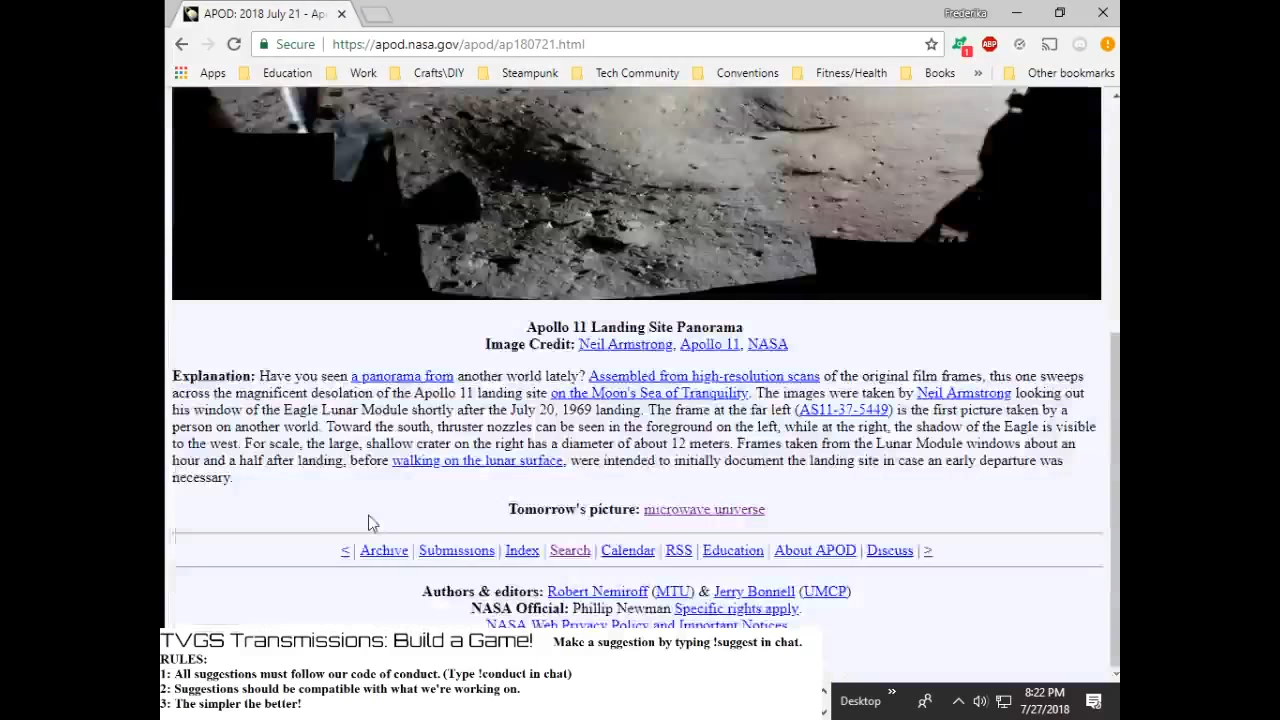 APOD: 2018 July 21 - Ap
Frederika
Secure https://apod.nasa.gov/apod/ap180721.html
1 ABP
Apps Education Work Crafts\DIY Steampunk Tech Community Conventions Fitness/Health Books » Other bookmarks
Apollo 11 Landing Site Panorama
Image Credit: Neil Armstrong, Apollo 11, NASA
Explanation: Have you seen a panorama from another world lately? Assembled from high-resolution scans of the original film frames, this one sweeps
across the magnificent desolation of the Apollo 11 landing site on the Moon's Sea of Tranquility. The images were taken by Neil Armstrong looking out
his window of the Eagle Lunar Module shortly after the July 20, 1969 landing. The frame at the far left (AS11-37-5449) is the first picture taken by a
person on another world. Toward the south, thruster nozzles can be seen in the foreground on the left, while at the right, the shadow of the Eagle is visible
to the west. For scale, the large, shallow crater on the right has a diameter of about 12 meters. Frames taken from the Lunar Module windows about an
hour and a half after landing, before walking on the lunar surface, were intended to initially document the landing site in case an early departure was
necessary.
Tomorrow's picture: microwave universe
< | Archive | Submissions | Index | Search | Calendar | RSS | Education | About APOD | Discuss | >
Authors & editors: Robert Nemiroff (MTU) & Jerry Bonnell (UMCP)
NASA Official: Phillip Newman Specific rights apply.
NASA Web Privacy Policy and Important Notices
TVGS Transmissions: Build a Game! Make a suggestion by typing !suggest in chat.
RULES:
1: All suggestions must follow our code of conduct. (Type !conduct in chat)
2: Suggestions should be compatible with what we're working on.
3: The simpler the better!
Desktop »
8:22 PM
7/27/2018